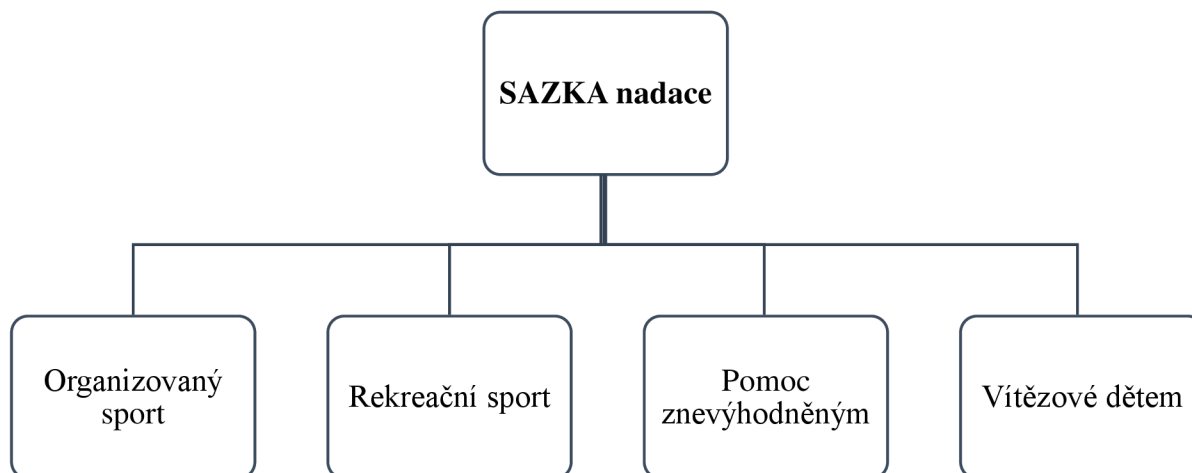 SAZKA nadace
Organizovaný
sport
Rekreační sport
Pomoc
znevýhodněným
Vítězové dětem